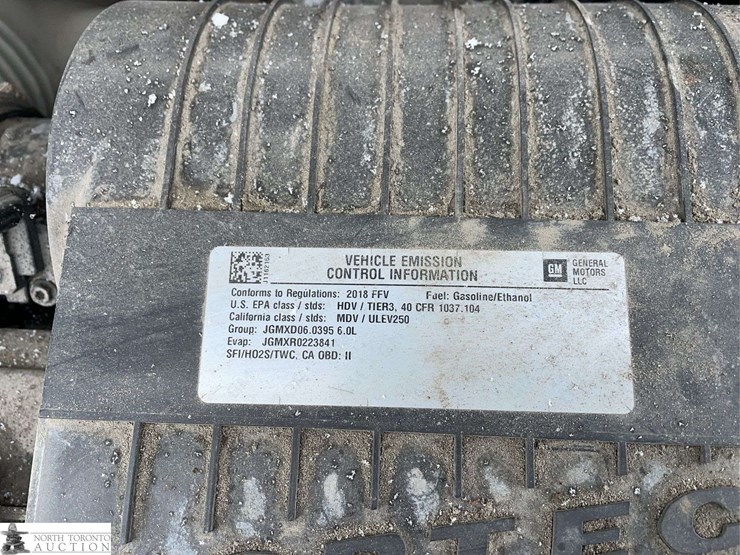 VEHICLE EMISSION
CONTROL INFORMATION
GM
GENERAL
MOTORS
LLC
Conforms to Regulations: 2018 FFV Fuel: Gasoline/Ethanol
U.S. EPA class / stds: HDV / TIER3, 40 CFR 1037.104
California class / stds: MDV / ULEV250
Group: JGMXD06.0395 6.0L
Evap: JGMXR0223841
SFI/HO2S/TWC, CA OBD: II
NORTH TORONTO
AUCTION